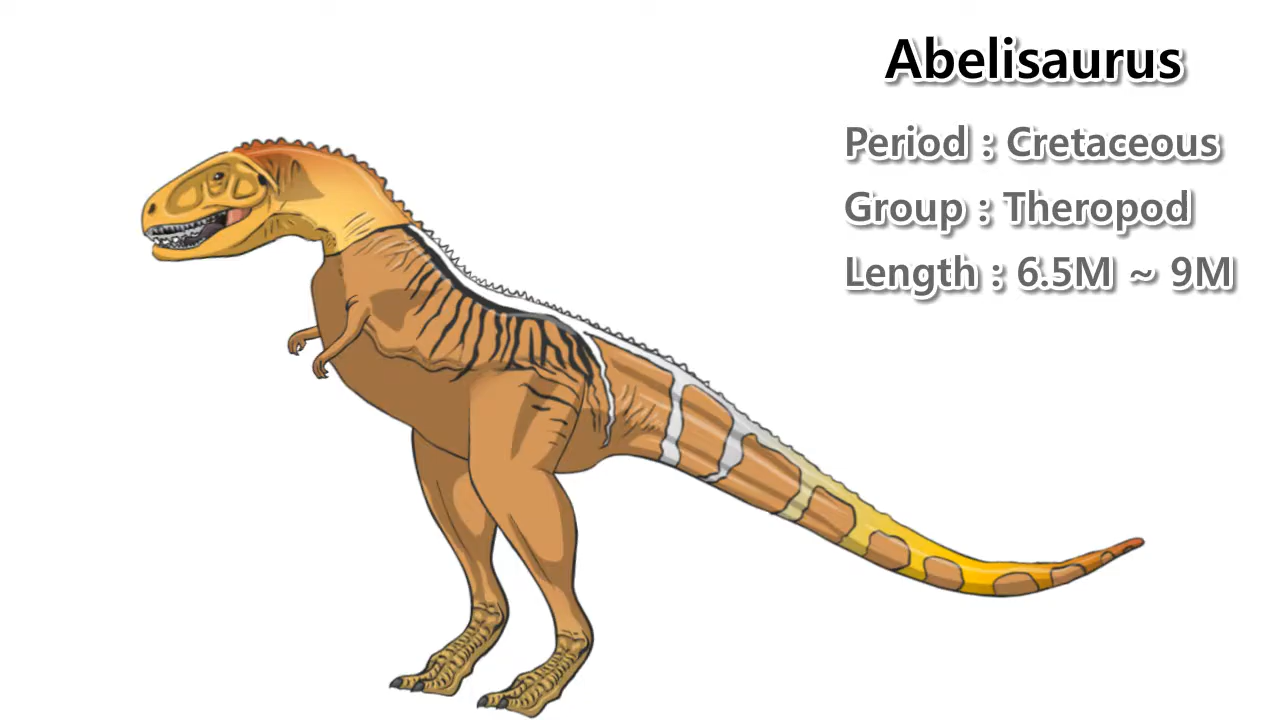 Abelisaurus
Period : Cretaceous
Group : Theropod
Length : 6.5M ~ 9M